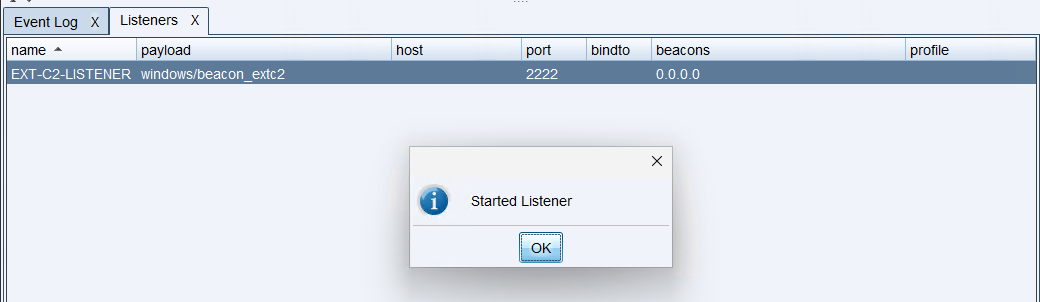 Event Log X Listeners X
name payload host port bindto beacons profile
EXT-C2-LISTENER windows/beacon_extc2 2222 0.0.0.0
Started Listener
OK